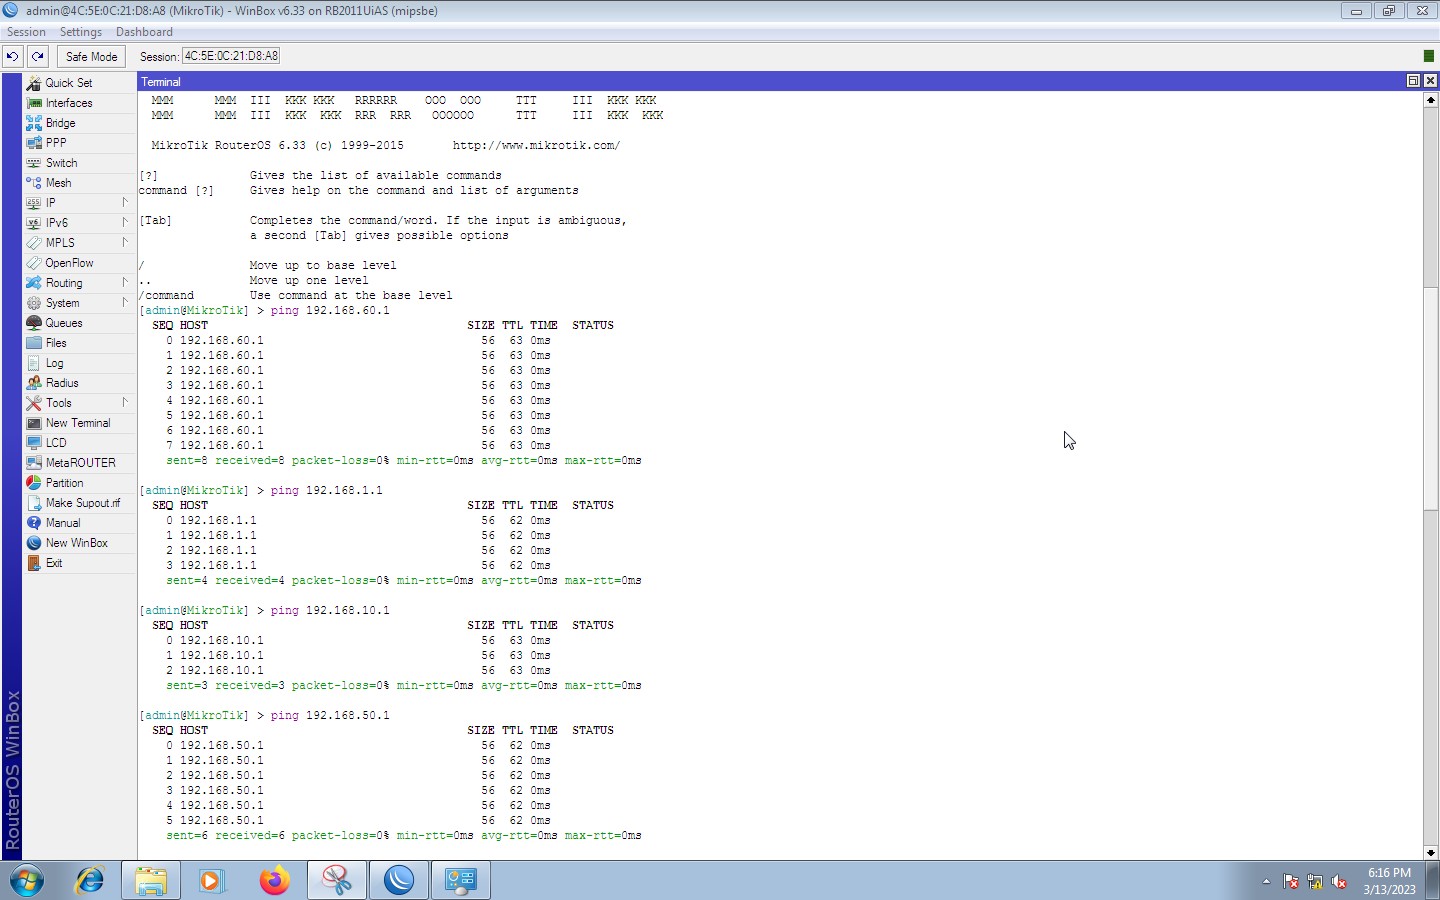 admin@4C:5E:0C:21:D8:A8 (MikroTik) - WinBox v6.33 on RB2011UiAS (mipsbe)
Session Settings Dashboard
Safe Mode Session: 4C:5E:0C:21:D8:A8
Quick Set
Interfaces
Bridge
PPP
Switch
Mesh
IP
IPv6
MPLS
OpenFlow
Routing
System
Queues
Files
Log
Radius
Tools
New Terminal
LCD
MetaROUTER
Partition
Make Supout.rif
Manual
New WinBox
Exit
RouterOS WinBox
Terminal
MMM MMM III KKK KKK RRRRRR OOO OOO TTT III KKK KKK
MMM MMM III KKK KKK RRR RRR OOOOOO TTT III KKK KKK
MikroTik RouterOS 6.33 (c) 1999-2015 http://www.mikrotik.com/
[?] Gives the list of available commands
command [?] Gives help on the command and list of arguments
[Tab] Completes the command/word. If the input is ambiguous,
a second [Tab] gives possible options
/ Move up to base level
.. Move up one level
/command Use command at the base level
[admin@MikroTik] > ping 192.168.60.1
SEQ HOST SIZE TTL TIME STATUS
0 192.168.60.1 56 63 0ms
1 192.168.60.1 56 63 0ms
2 192.168.60.1 56 63 0ms
3 192.168.60.1 56 63 0ms
4 192.168.60.1 56 63 0ms
5 192.168.60.1 56 63 0ms
6 192.168.60.1 56 63 0ms
7 192.168.60.1 56 63 0ms
sent=8 received=8 packet-loss=0% min-rtt=0ms avg-rtt=0ms max-rtt=0ms
[admin@MikroTik] > ping 192.168.1.1
SEQ HOST SIZE TTL TIME STATUS
0 192.168.1.1 56 62 0ms
1 192.168.1.1 56 62 0ms
2 192.168.1.1 56 62 0ms
3 192.168.1.1 56 62 0ms
sent=4 received=4 packet-loss=0% min-rtt=0ms avg-rtt=0ms max-rtt=0ms
[admin@MikroTik] > ping 192.168.10.1
SEQ HOST SIZE TTL TIME STATUS
0 192.168.10.1 56 63 0ms
1 192.168.10.1 56 63 0ms
2 192.168.10.1 56 63 0ms
sent=3 received=3 packet-loss=0% min-rtt=0ms avg-rtt=0ms max-rtt=0ms
[admin@MikroTik] > ping 192.168.50.1
SEQ HOST SIZE TTL TIME STATUS
0 192.168.50.1 56 62 0ms
1 192.168.50.1 56 62 0ms
2 192.168.50.1 56 62 0ms
3 192.168.50.1 56 62 0ms
4 192.168.50.1 56 62 0ms
5 192.168.50.1 56 62 0ms
sent=6 received=6 packet-loss=0% min-rtt=0ms avg-rtt=0ms max-rtt=0ms
6:16 PM
3/13/2023